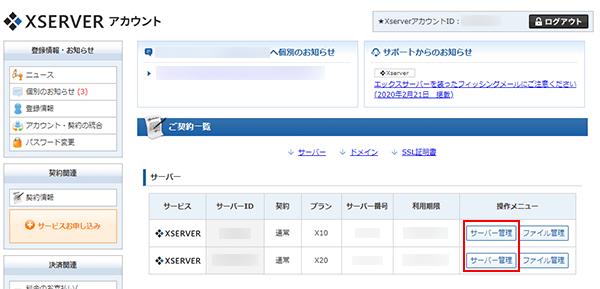 XSERVER アカウント
★XserverアカウントID：
ログアウト
登録情報・お知らせ
ニュース
個別のお知らせ (3)
登録情報
アカウント・契約の統合
パスワード変更
契約関連
契約情報
サービスお申し込み
決済関連
料金のお支払い/
へ個別のお知らせ
サポートからのお知らせ
Xserver
エックスサーバーを装ったフィッシングメールにご注意ください
(2020年2月21日 掲載)
ご契約一覧
サーバー ドメイン SSL証明書
サーバー
サービス サーバーID 契約 プラン サーバー番号 利用期限 操作メニュー
XSERVER 通常 X10 サーバー管理 ファイル管理
XSERVER 通常 X20 サーバー管理 ファイル管理